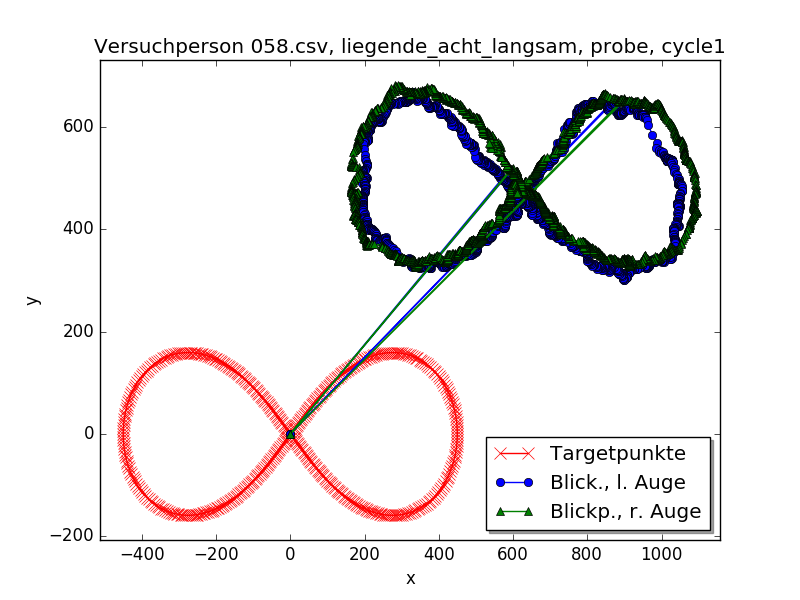 Versuchperson 058.csv, liegende_acht_langsam, probe, cycle1
y
600
400
200
0
−200
−400
−200
0
200
400
600
800
1000
x
Targetpunkte
Blick., l. Auge
Blickp., r. Auge